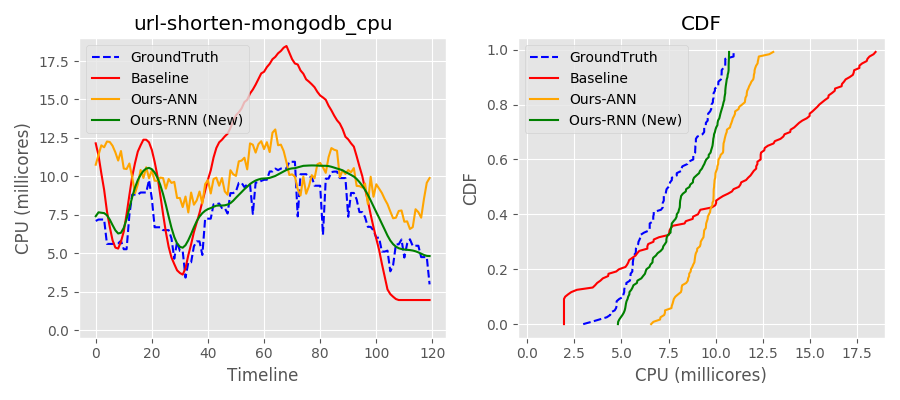 url-shorten-mongodb_cpu
CPU (millicores)
17.5
15.0
12.5
10.0
7.5
5.0
2.5
0.0
GroundTruth
Baseline
Ours-ANN
Ours-RNN (New)
0 20 40 60 80 100 120
Timeline
CDF
CDF
1.0
0.8
0.6
0.4
0.2
0.0
GroundTruth
Baseline
Ours-ANN
Ours-RNN (New)
0.0 2.5 5.0 7.5 10.0 12.5 15.0 17.5
CPU (millicores)